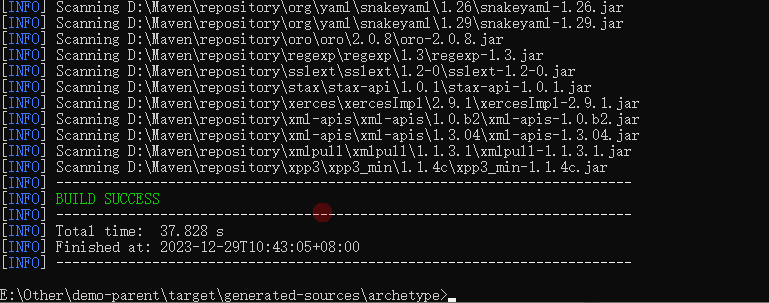 [INFO] Scanning D:\Maven\repository\org\yaml\snakeyaml\1.26\snakeyaml-1.26.jar
[INFO] Scanning D:\Maven\repository\org\yaml\snakeyaml\1.29\snakeyaml-1.29.jar
[INFO] Scanning D:\Maven\repository\oro\oro\2.0.8\oro-2.0.8.jar
[INFO] Scanning D:\Maven\repository\regexp\regexp\1.3\regexp-1.3.jar
[INFO] Scanning D:\Maven\repository\sslext\sslext\1.2-0\sslext-1.2-0.jar
[INFO] Scanning D:\Maven\repository\stax\stax-api\1.0.1\stax-api-1.0.1.jar
[INFO] Scanning D:\Maven\repository\xerces\xercesImpl\2.9.1\xercesImpl-2.9.1.jar
[INFO] Scanning D:\Maven\repository\xml-apis\xml-apis\1.0.b2\xml-apis-1.0.b2.jar
[INFO] Scanning D:\Maven\repository\xml-apis\xml-apis\1.3.04\xml-apis-1.3.04.jar
[INFO] Scanning D:\Maven\repository\xmlpull\xmlpull\1.1.3.1\xmlpull-1.1.3.1.jar
[INFO] Scanning D:\Maven\repository\xpp3\xpp3_min\1.1.4c\xpp3_min-1.1.4c.jar
[INFO] ------------------------------------------------------------------------
[INFO] BUILD SUCCESS
[INFO] ------------------------------------------------------------------------
[INFO] Total time:  37.828 s
[INFO] Finished at: 2023-12-29T10:43:05+08:00
[INFO] ------------------------------------------------------------------------
E:\Other\demo-parent\target\generated-sources\archetype>